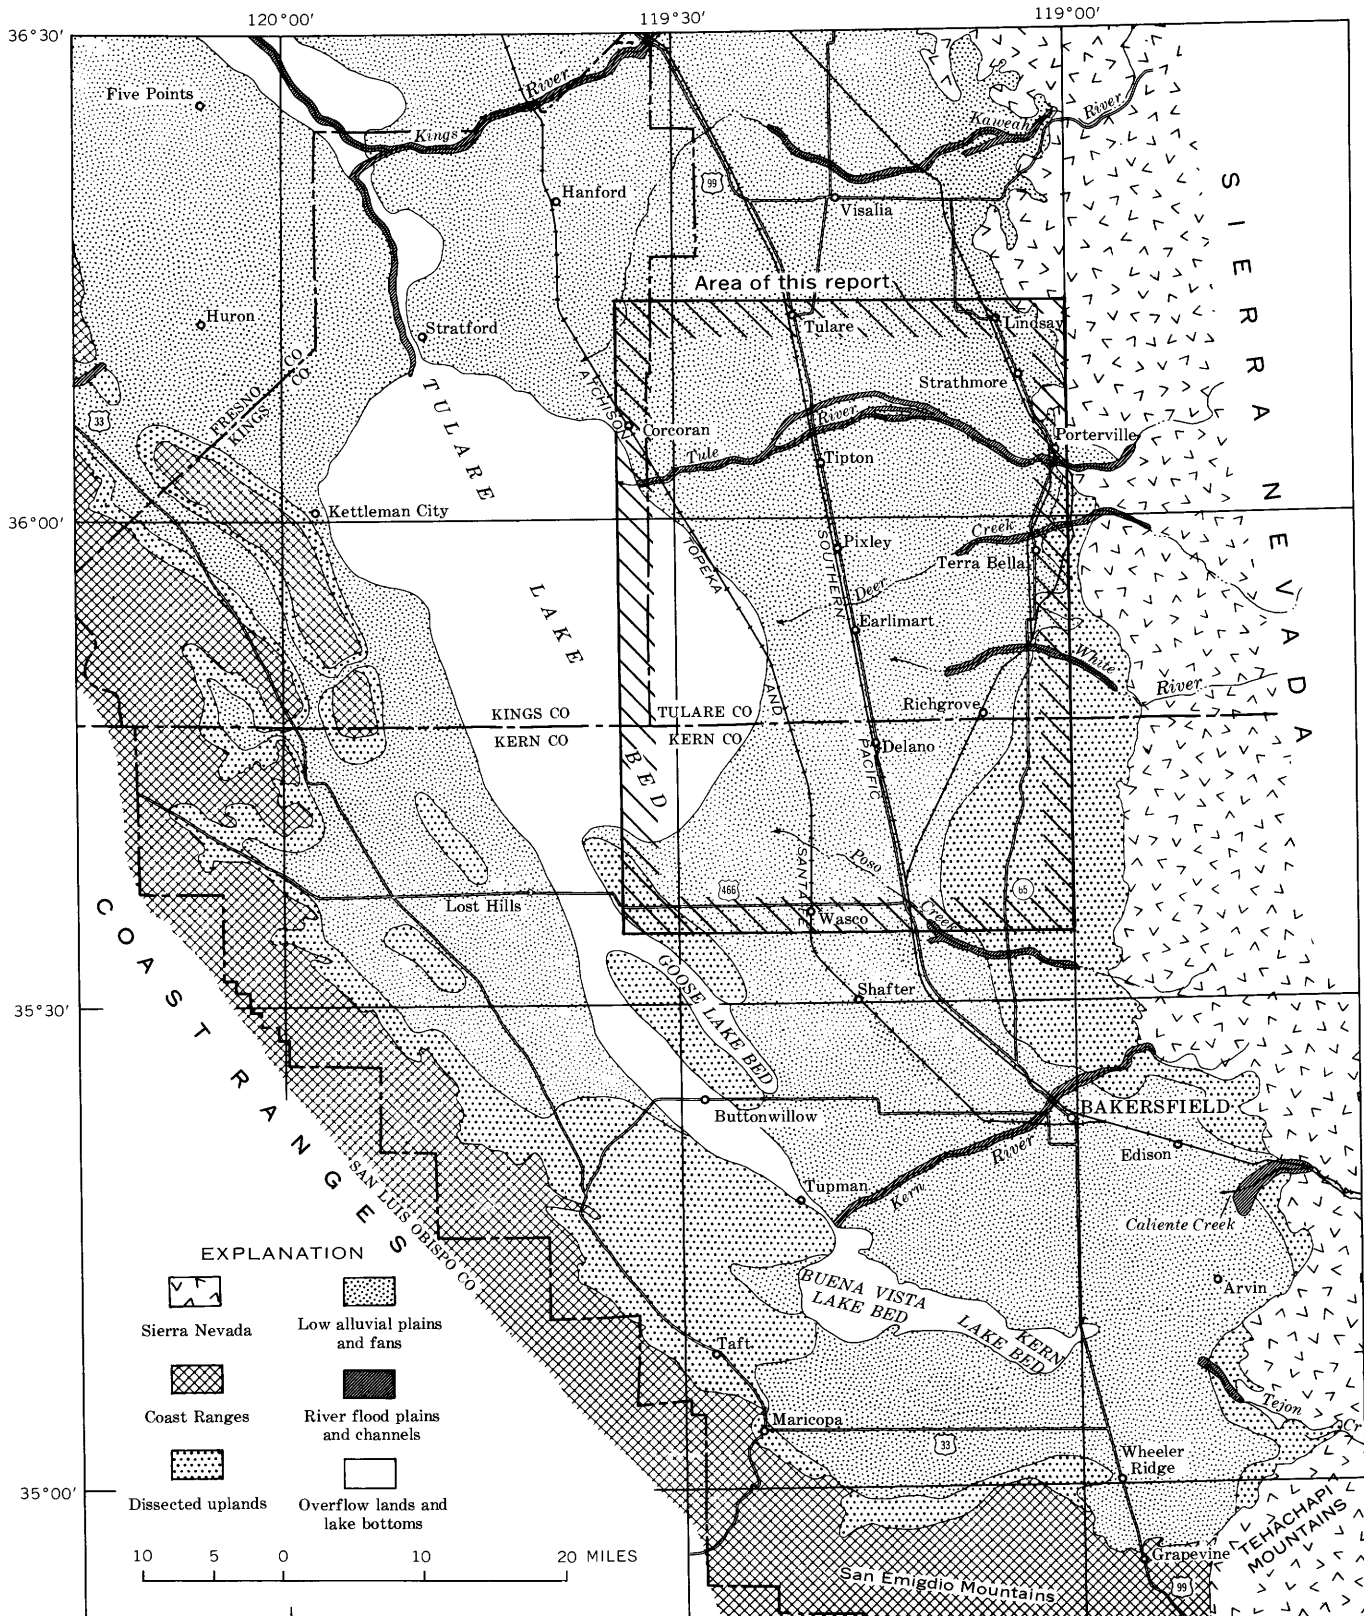 120°00′
119°30′
119°00′
36°30′
Five Points
River
Kings
Kaweah
River
Hanford
99
Visalia
SIERRA NEVADA
Area of this report
Huron
Stratford
Tulare
Lindsay
FRESNO CO
KINGS CO
Strathmore
33
ATCHISON
Corcoran
River
Tule
Porterville
TULARE
Tipton
Kettleman City
36°00′
Creek
Pixley
Terra Bella
TOPEKA
SOUTHERN
Deer
LAKE
Earlimart
White
River
AND
Richgrove
KINGS CO
TULARE CO
KERN CO
KERN CO
Delano
BED
PACIFIC
Poso
SANTA FE
466
65
Lost Hills
Wasco
Creek
COAST RANGES
GOOSE LAKE BED
Shafter
35°30′
Buttonwillow
BAKERSFIELD
River
Edison
SAN LUIS OBISPO CO
Tupman
Kern
Caliente Creek
BUENA VISTA
LAKE BED
KERN
LAKE BED
Arvin
Taft
Tejon
Cr
Maricopa
33
Wheeler
Ridge
35°00′
TEHACHAPI
MOUNTAINS
Grapevine
San Emigdio Mountains
99
EXPLANATION
Sierra Nevada
Low alluvial plains
and fans
Coast Ranges
River flood plains
and channels
Dissected uplands
Overflow lands and
lake bottoms
10 5 0 10 20 MILES